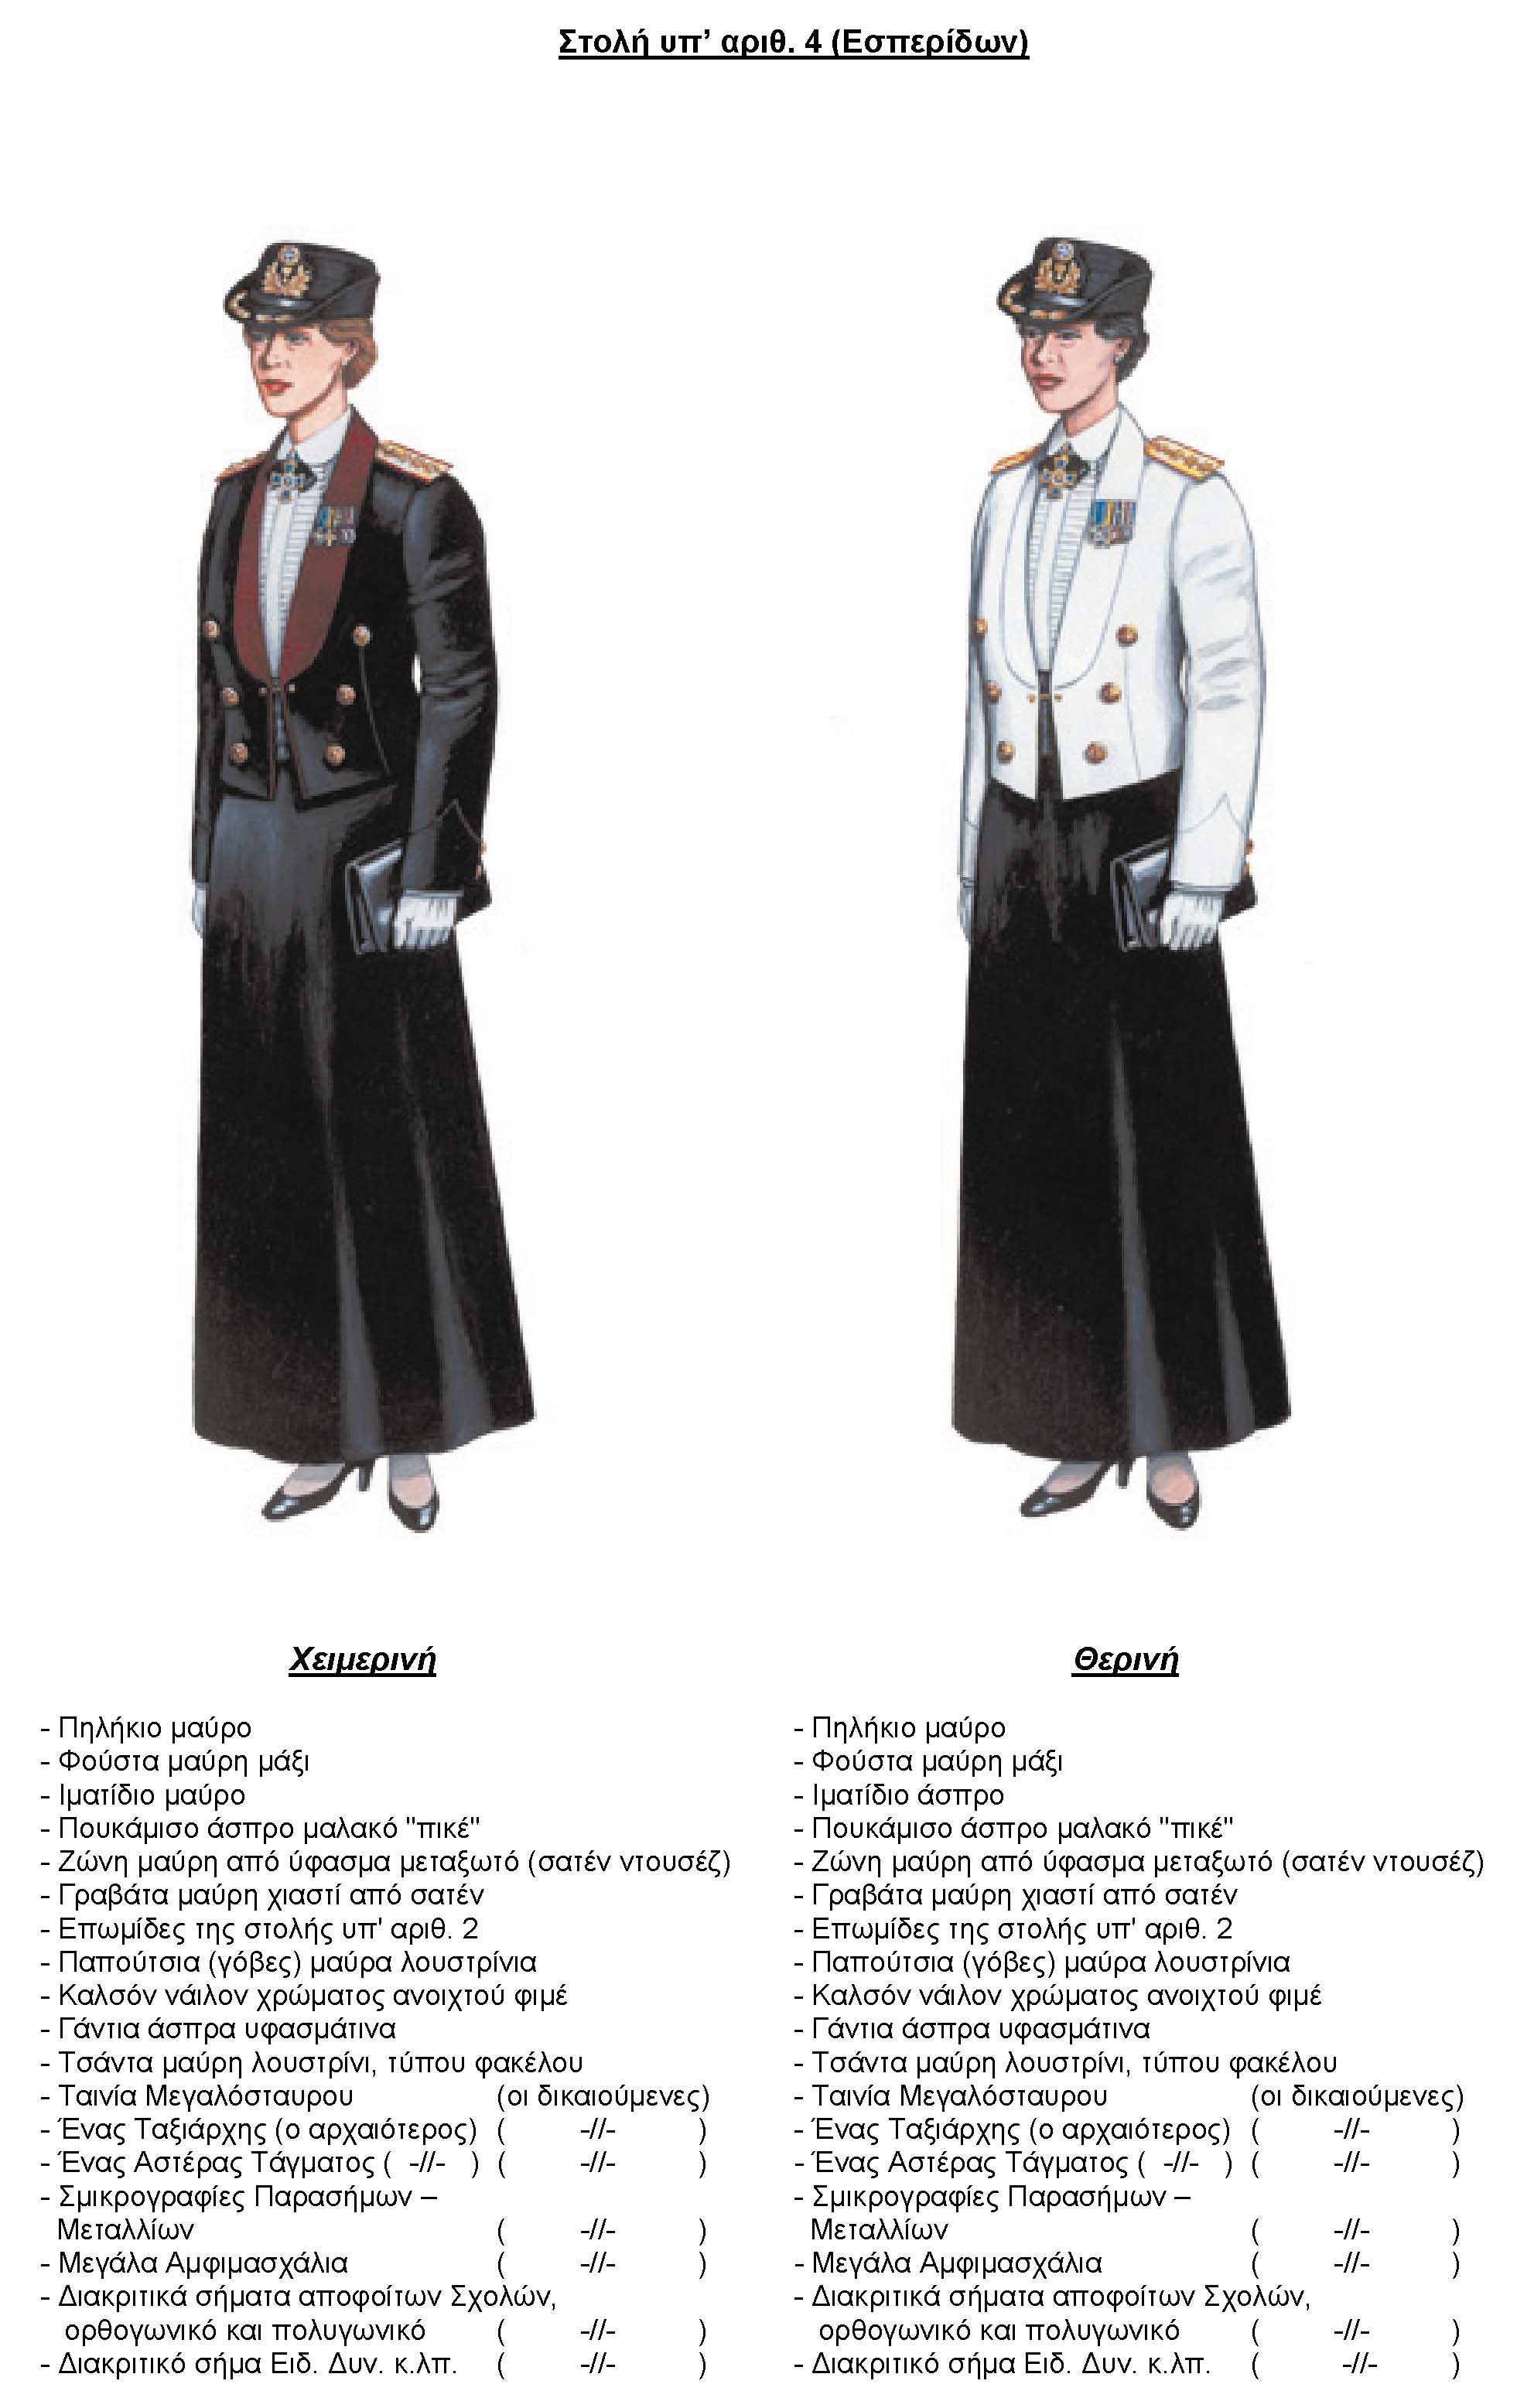 Στολή υπ’ αριθ. 4 (Εσπερίδων)
Χειμερινή
- Πηλήκιο μαύρο
- Φούστα μαύρη μάξι
- Ιματίδιο μαύρο
- Πουκάμισο άσπρο μαλακό "πικέ"
- Ζώνη μαύρη από ύφασμα μεταξωτό (σατέν ντουσέζ)
- Γραβάτα μαύρη χιαστί από σατέν
- Επωμίδες της στολής υπ' αριθ. 2
- Παπούτσια (γόβες) μαύρα λουστρίνια
- Καλσόν νάιλον χρώματος ανοιχτού φιμέ
- Γάντια άσπρα υφασμάτινα
- Τσάντα μαύρη λουστρίνι, τύπου φακέλου
- Ταινία Μεγαλόσταυρου (οι δικαιούμενες)
- Ένας Ταξιάρχης (ο αρχαιότερος) ( -//- )
- Ένας Αστέρας Τάγματος ( -//- ) ( -//- )
- Σμικρογραφίες Παρασήμων –
Μεταλλίων ( -//- )
- Μεγάλα Αμφιμασχάλια ( -//- )
- Διακριτικά σήματα αποφοίτων Σχολών,
ορθογωνικό και πολυγωνικό ( -//- )
- Διακριτικό σήμα Ειδ. Δυν. κ.λπ. ( -//- )
Θερινή
- Πηλήκιο μαύρο
- Φούστα μαύρη μάξι
- Ιματίδιο άσπρο
- Πουκάμισο άσπρο μαλακό "πικέ"
- Ζώνη μαύρη από ύφασμα μεταξωτό (σατέν ντουσέζ)
- Γραβάτα μαύρη χιαστί από σατέν
- Επωμίδες της στολής υπ' αριθ. 2
- Παπούτσια (γόβες) μαύρα λουστρίνια
- Καλσόν νάιλον χρώματος ανοιχτού φιμέ
- Γάντια άσπρα υφασμάτινα
- Τσάντα μαύρη λουστρίνι, τύπου φακέλου
- Ταινία Μεγαλόσταυρου (οι δικαιούμενες)
- Ένας Ταξιάρχης (ο αρχαιότερος) ( -//- )
- Ένας Αστέρας Τάγματος ( -//- ) ( -//- )
- Σμικρογραφίες Παρασήμων –
Μεταλλίων ( -//- )
- Μεγάλα Αμφιμασχάλια ( -//- )
- Διακριτικά σήματα αποφοίτων Σχολών,
ορθογωνικό και πολυγωνικό ( -//- )
- Διακριτικό σήμα Ειδ. Δυν. κ.λπ. ( -//- )